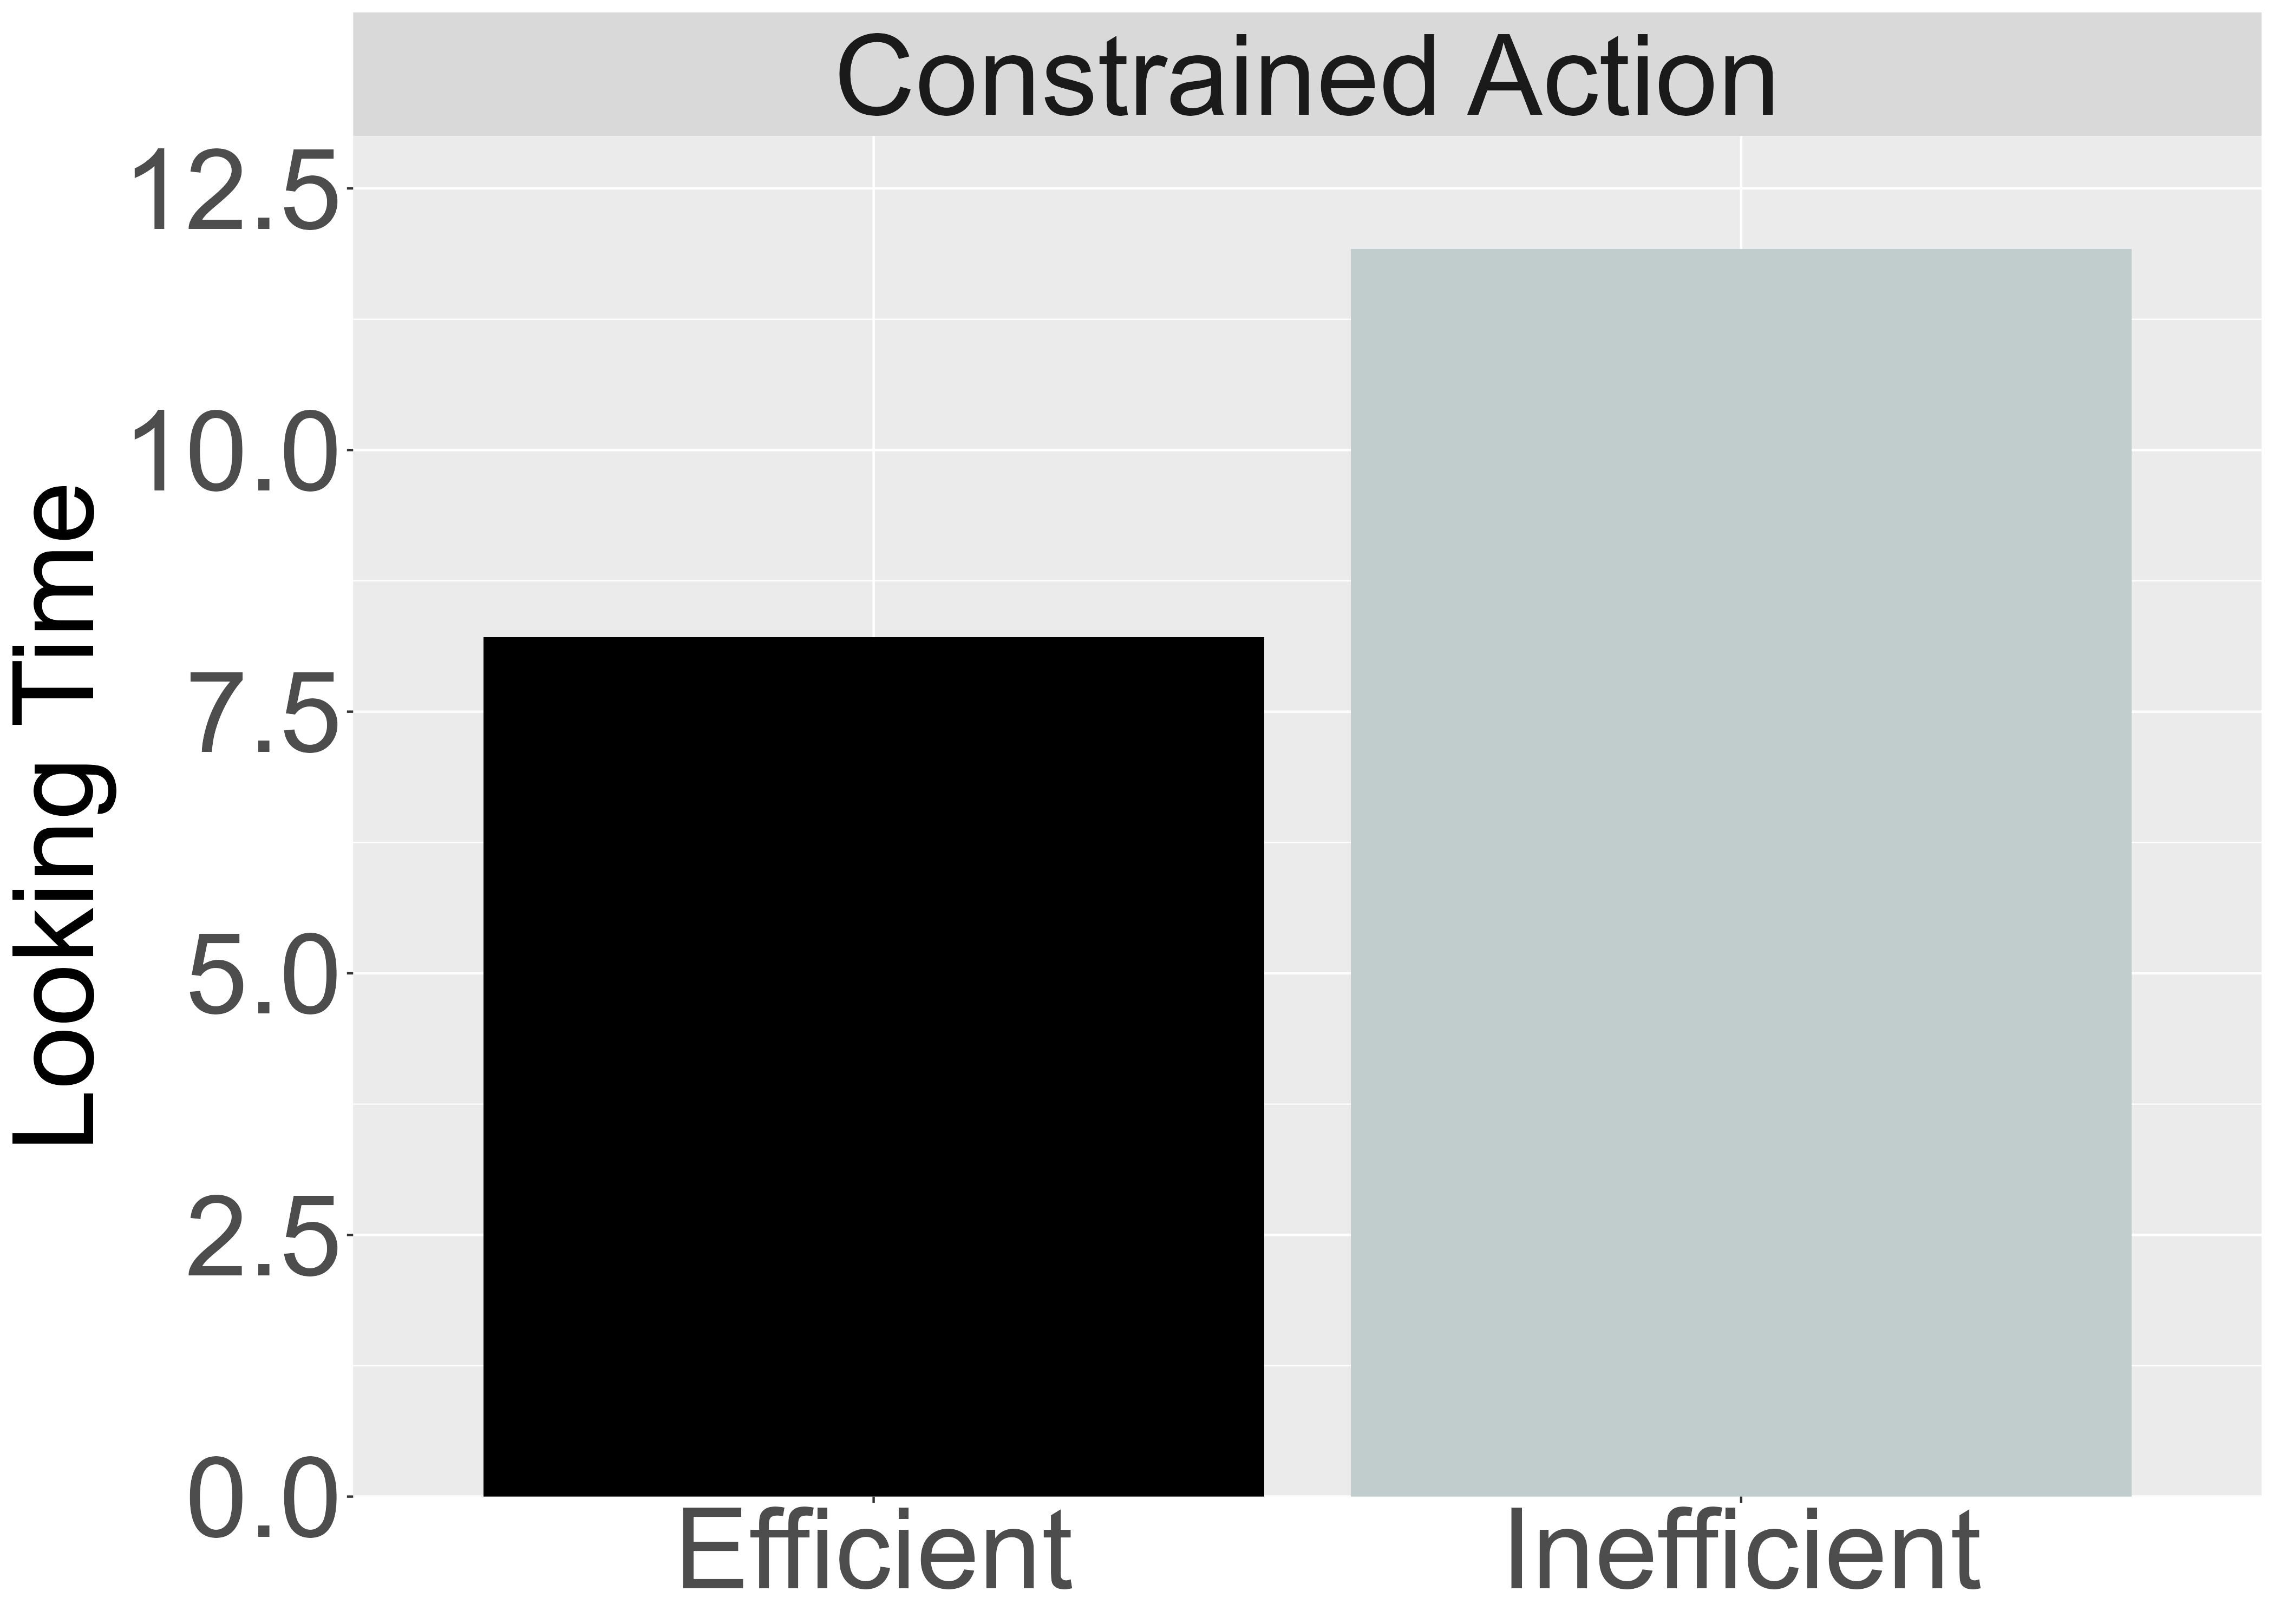 Constrained Action
12.5
10.0
7.5
5.0
2.5
0.0
Looking Time
Efficient
Inefficient